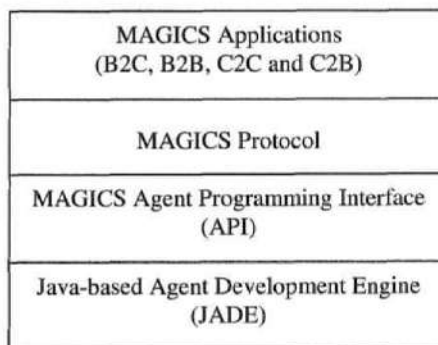 MAGICS Applications
(B2C, B2B, C2C and C2B)
MAGICS Protocol
MAGICS Agent Programming Interface
(API)
Java-based Agent Development Engine
(JADE)